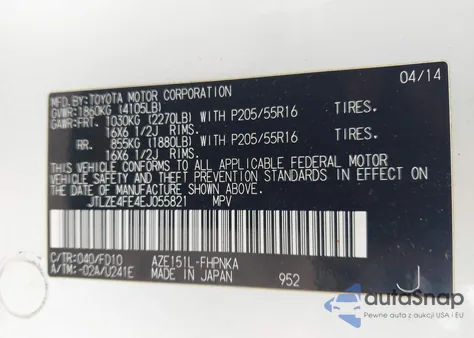 MFD.BY:TOYOTA MOTOR CORPORATION 04/14
GVWR:1860KG (4105LB)
GAWR:FRT. 1030KG (2270LB) WITH P205/55R16 TIRES.
16X6 1/2J RIMS.
RR. 855KG (1880LB) WITH P205/55R16 TIRES.
16X6 1/2J RIMS.
THIS VEHICLE CONFORMS TO ALL APPLICABLE FEDERAL MOTOR
VEHICLE SAFETY AND THEFT PREVENTION STANDARDS IN EFFECT
ON THE DATE OF MANUFACTURE SHOWN ABOVE.
JTLZE4FE4EJ055821 MPV
C/TR:040/FD10 AZE151L-FHPNKA
A/TM:-02A/U241E MADE IN JAPAN 952 J
autoSnap
Pewne auta z USA i EU